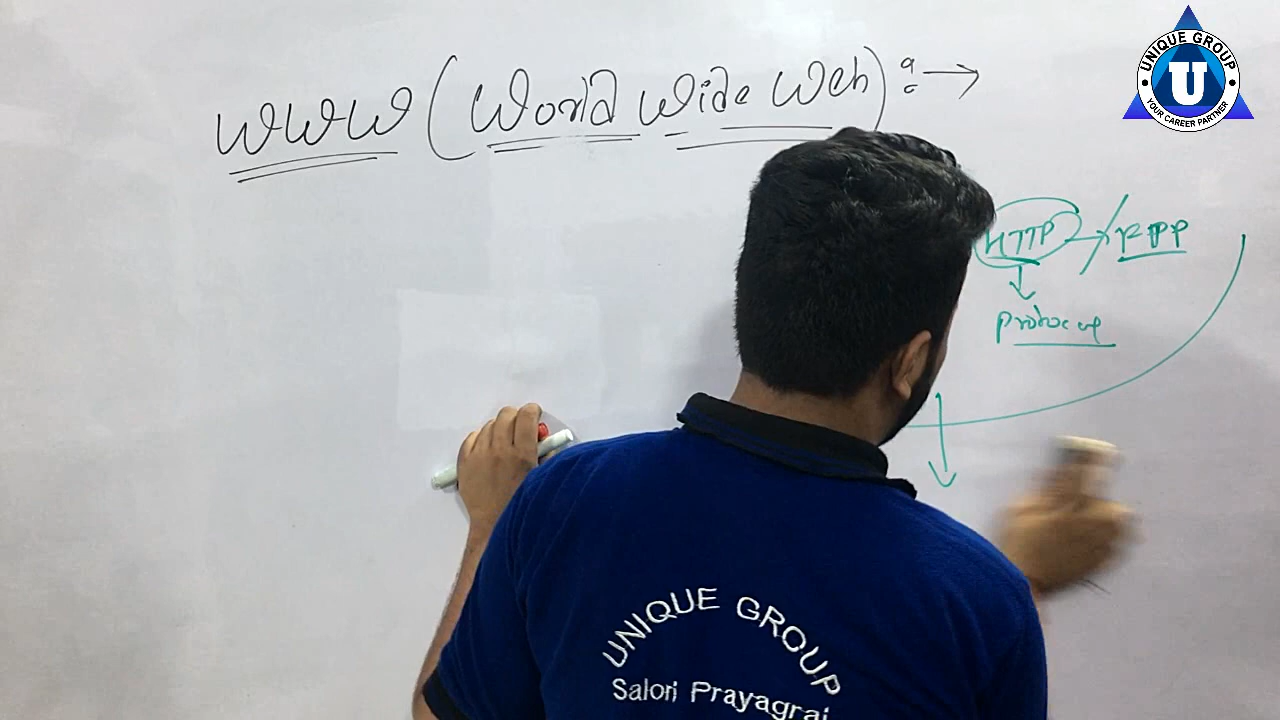 WWW (World Wide Web) : →
UNIQUE GROUP
U
YOUR CAREER PARTNER
HTTP
Protocol
UNIQUE GROUP
Salori Prayagraj